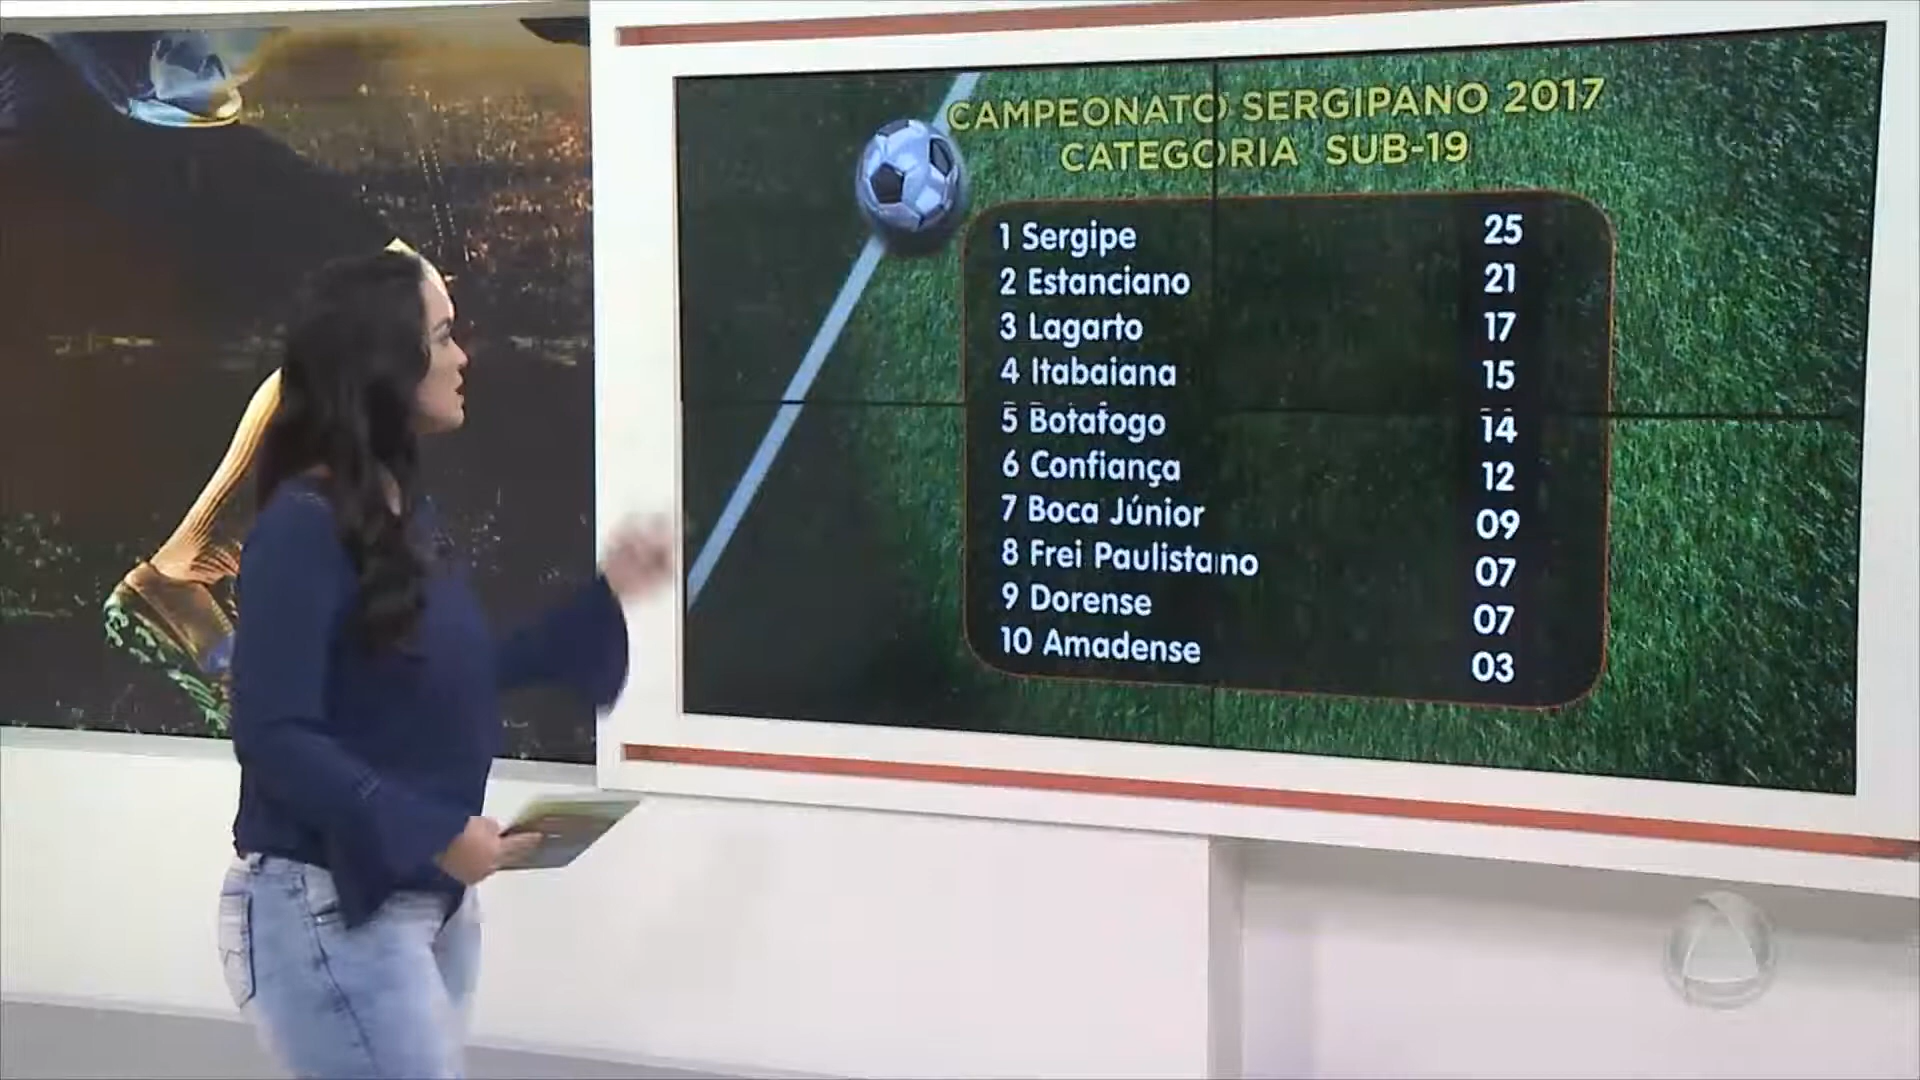 CAMPEONATO SERGIPANO 2017
CATEGORIA SUB-19
1 Sergipe 25
2 Estanciano 21
3 Lagarto 17
4 Itabaiana 15
5 Botafogo 14
6 Confiança 12
7 Boca Júnior 09
8 Frei Paulistano 07
9 Dorense 07
10 Amadense 03